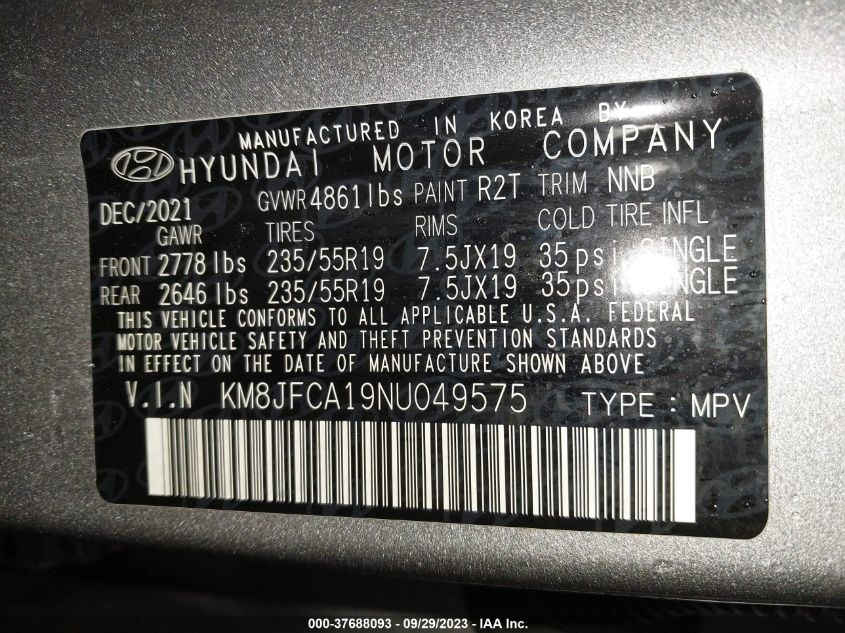 MANUFACTURED IN KOREA BY
HYUNDAI MOTOR COMPANY
DEC/2021 GVWR 4861 lbs PAINT R2T TRIM NNB
GAWR TIRES RIMS COLD TIRE INFL
FRONT 2778 lbs 235/55R19 7.5JX19 35 psi SINGLE
REAR 2646 lbs 235/55R19 7.5JX19 35 psi SINGLE
THIS VEHICLE CONFORMS TO ALL APPLICABLE U.S.A. FEDERAL
MOTOR VEHICLE SAFETY AND THEFT PREVENTION STANDARDS
IN EFFECT ON THE DATE OF MANUFACTURE SHOWN ABOVE
V.I.N KM8JFCA19NU049575 TYPE : MPV
000-37688093 - 09/29/2023 - IAA Inc.